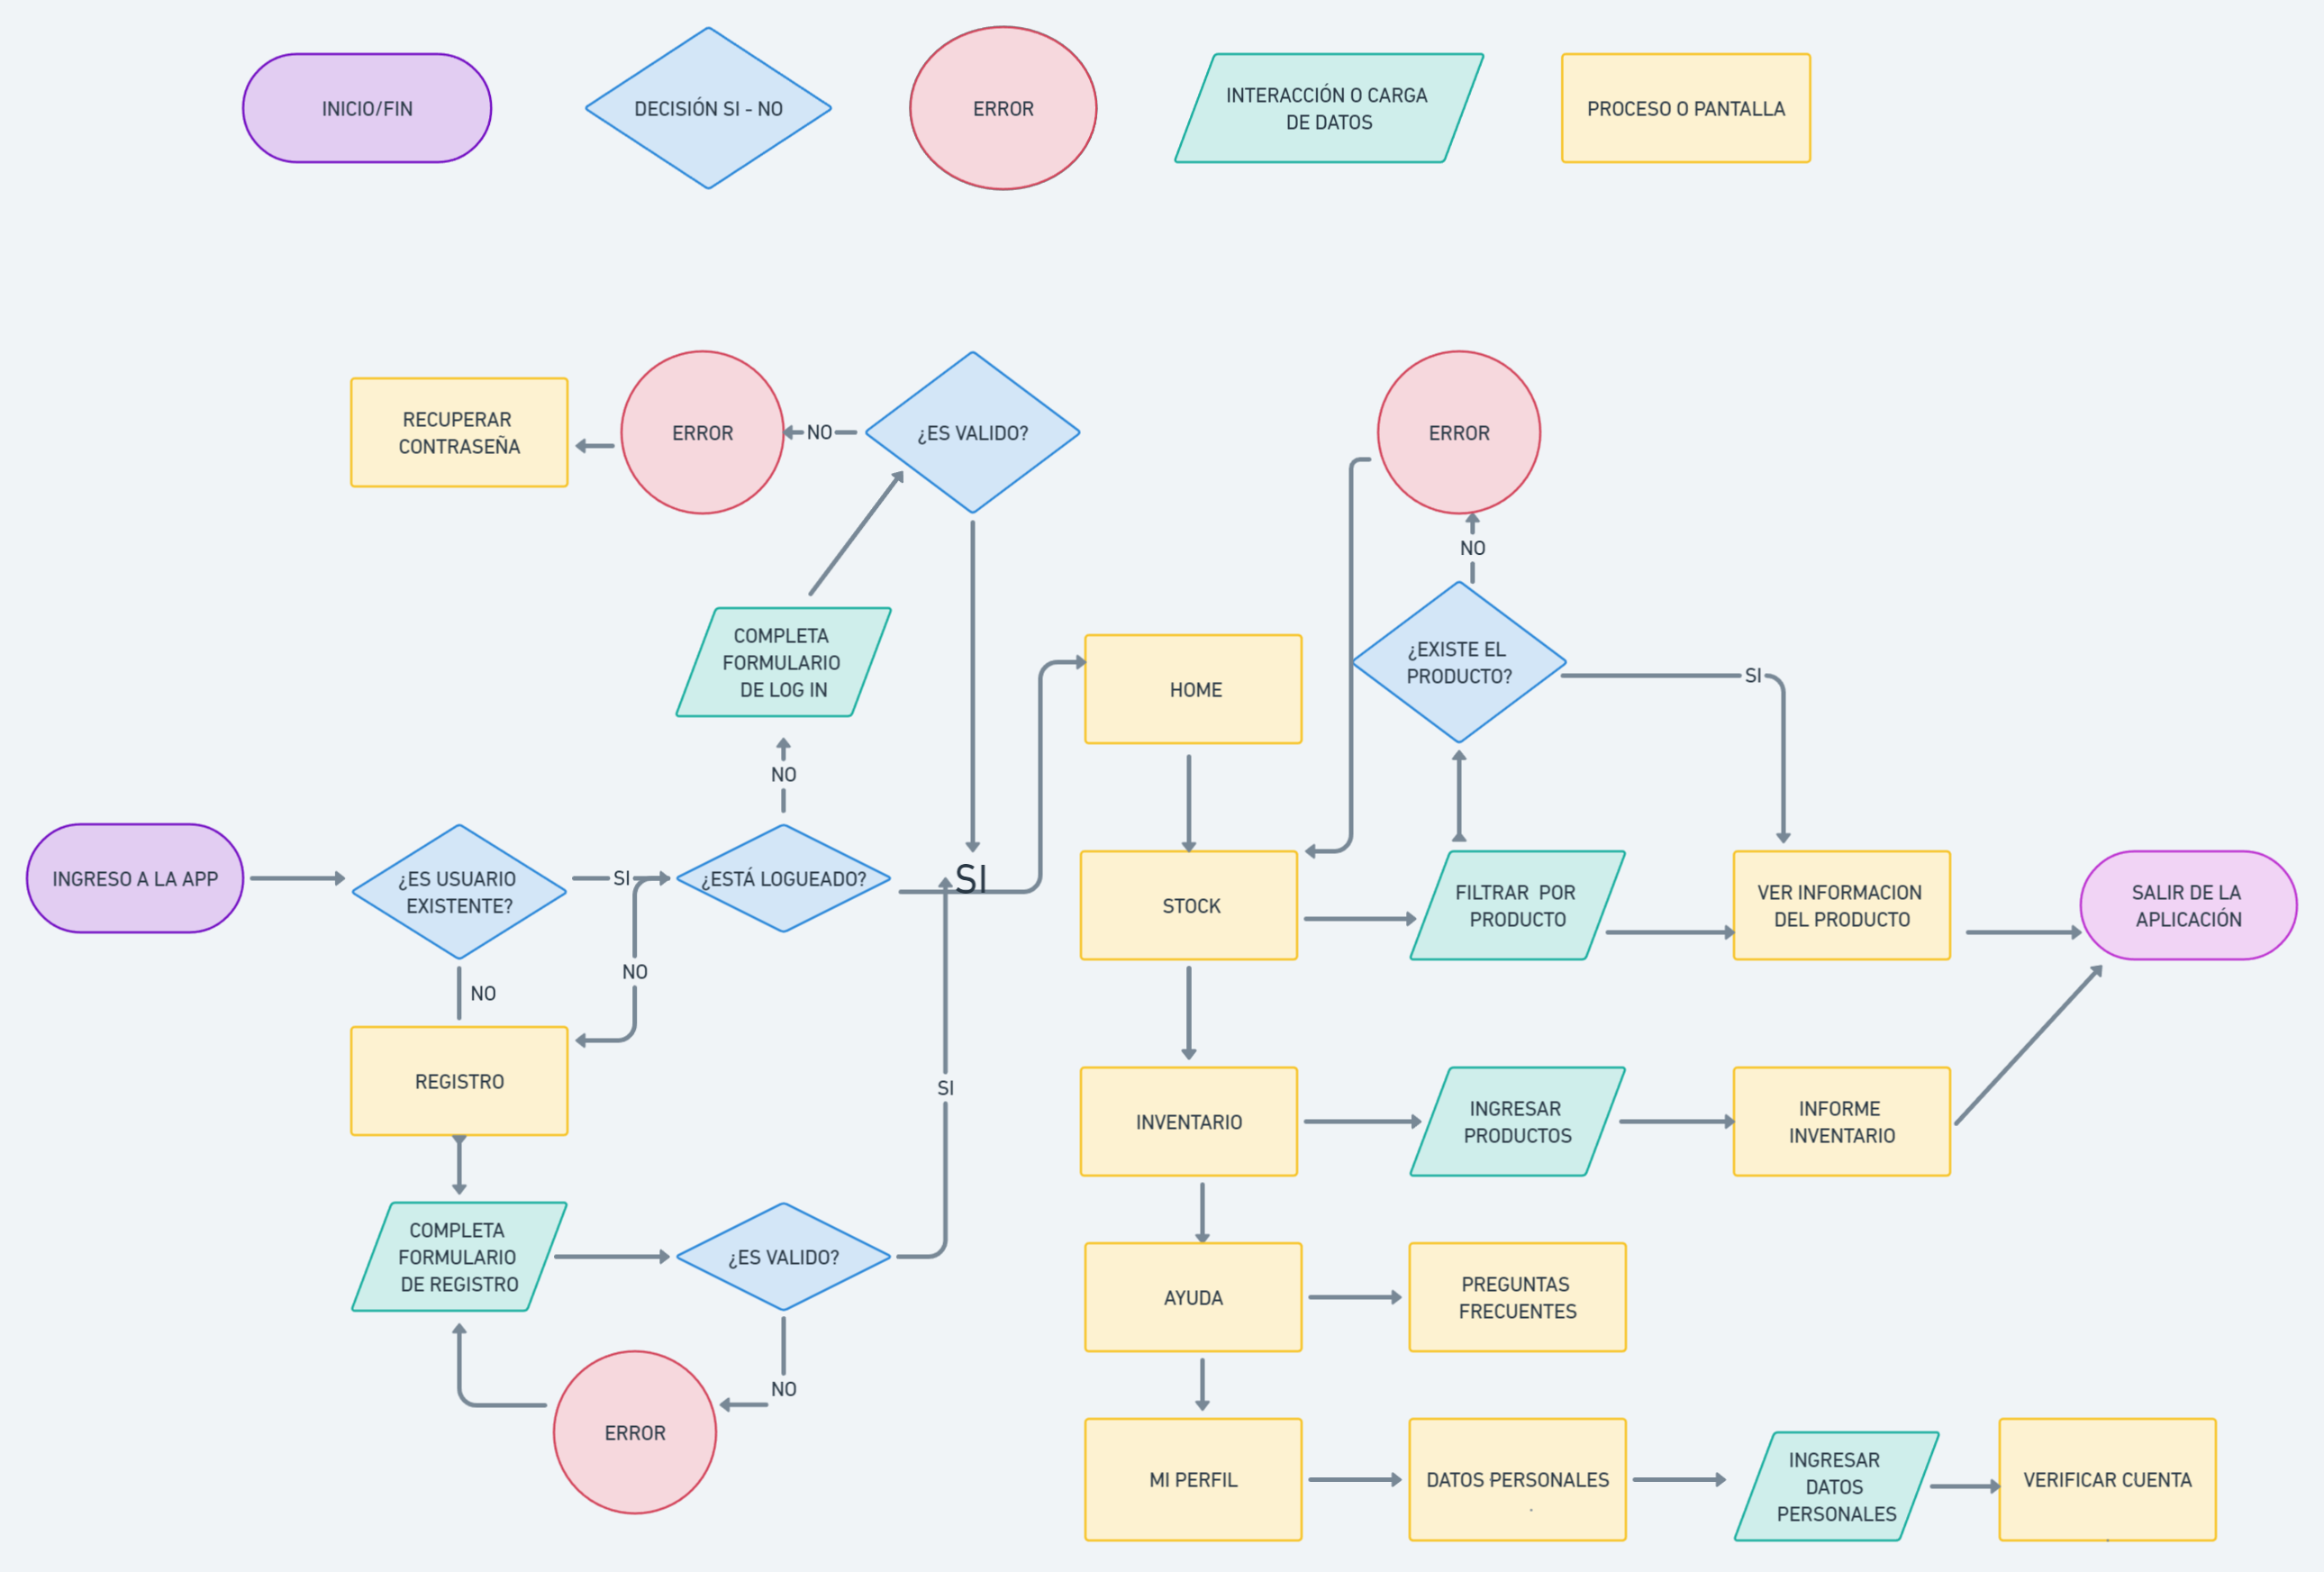 INICIO/FIN
DECISIÓN SI - NO
ERROR
INTERACCIÓN O CARGA
DE DATOS
PROCESO O PANTALLA
RECUPERAR
CONTRASEÑA
ERROR
NO
¿ES VALIDO?
ERROR
NO
COMPLETA
FORMULARIO
DE LOG IN
HOME
¿EXISTE EL
PRODUCTO?
SI
NO
INGRESO A LA APP
¿ES USUARIO
EXISTENTE?
SI
¿ESTÁ LOGUEADO?
SI
STOCK
FILTRAR  POR
PRODUCTO
VER INFORMACION
DEL PRODUCTO
SALIR DE LA
APLICACIÓN
NO
NO
REGISTRO
SI
INVENTARIO
INGRESAR
PRODUCTOS
INFORME
INVENTARIO
COMPLETA
FORMULARIO
DE REGISTRO
¿ES VALIDO?
AYUDA
PREGUNTAS
FRECUENTES
NO
ERROR
MI PERFIL
DATOS PERSONALES
.
INGRESAR
DATOS
PERSONALES
VERIFICAR CUENTA